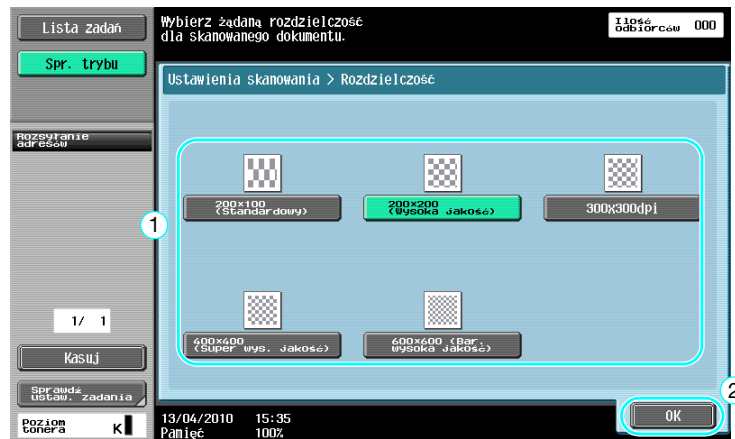 Lista zadań
Spr. trybu
Rozsyłanie
adresów
1/ 1
Kasuj
Sprawdź
ustaw. zadania
Poziom
tonera
K
Wybierz żądaną rozdzielczość
dla skanowanego dokumentu.
Ilość
odbiorców 000
Ustawienia skanowania > Rozdzielczość
1
200×100
(Standardowy)
200×200
(Wysoka jakość)
300x300dpi
400×400
(Super wys. jakość)
600×600 (Bar.
wysoka jakość)
2
OK
13/04/2010 15:35
Pamięć 100%